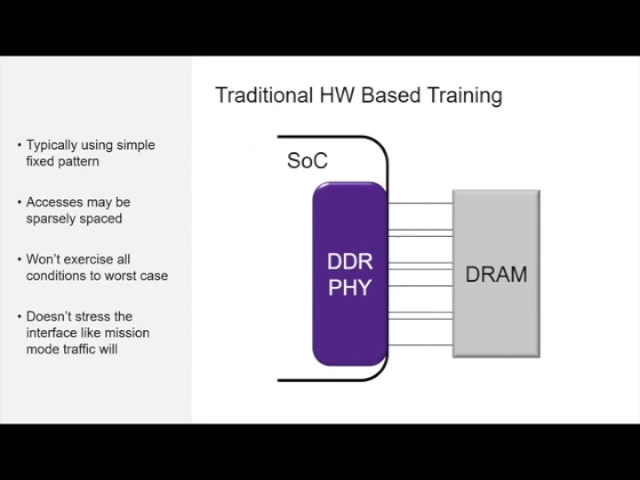 Traditional HW Based Training
• Typically using simple
fixed pattern
• Accesses may be
sparsely spaced
• Won't exercise all
conditions to worst case
• Doesn't stress the
interface like mission
mode traffic will
SoC
DDR
PHY
DRAM